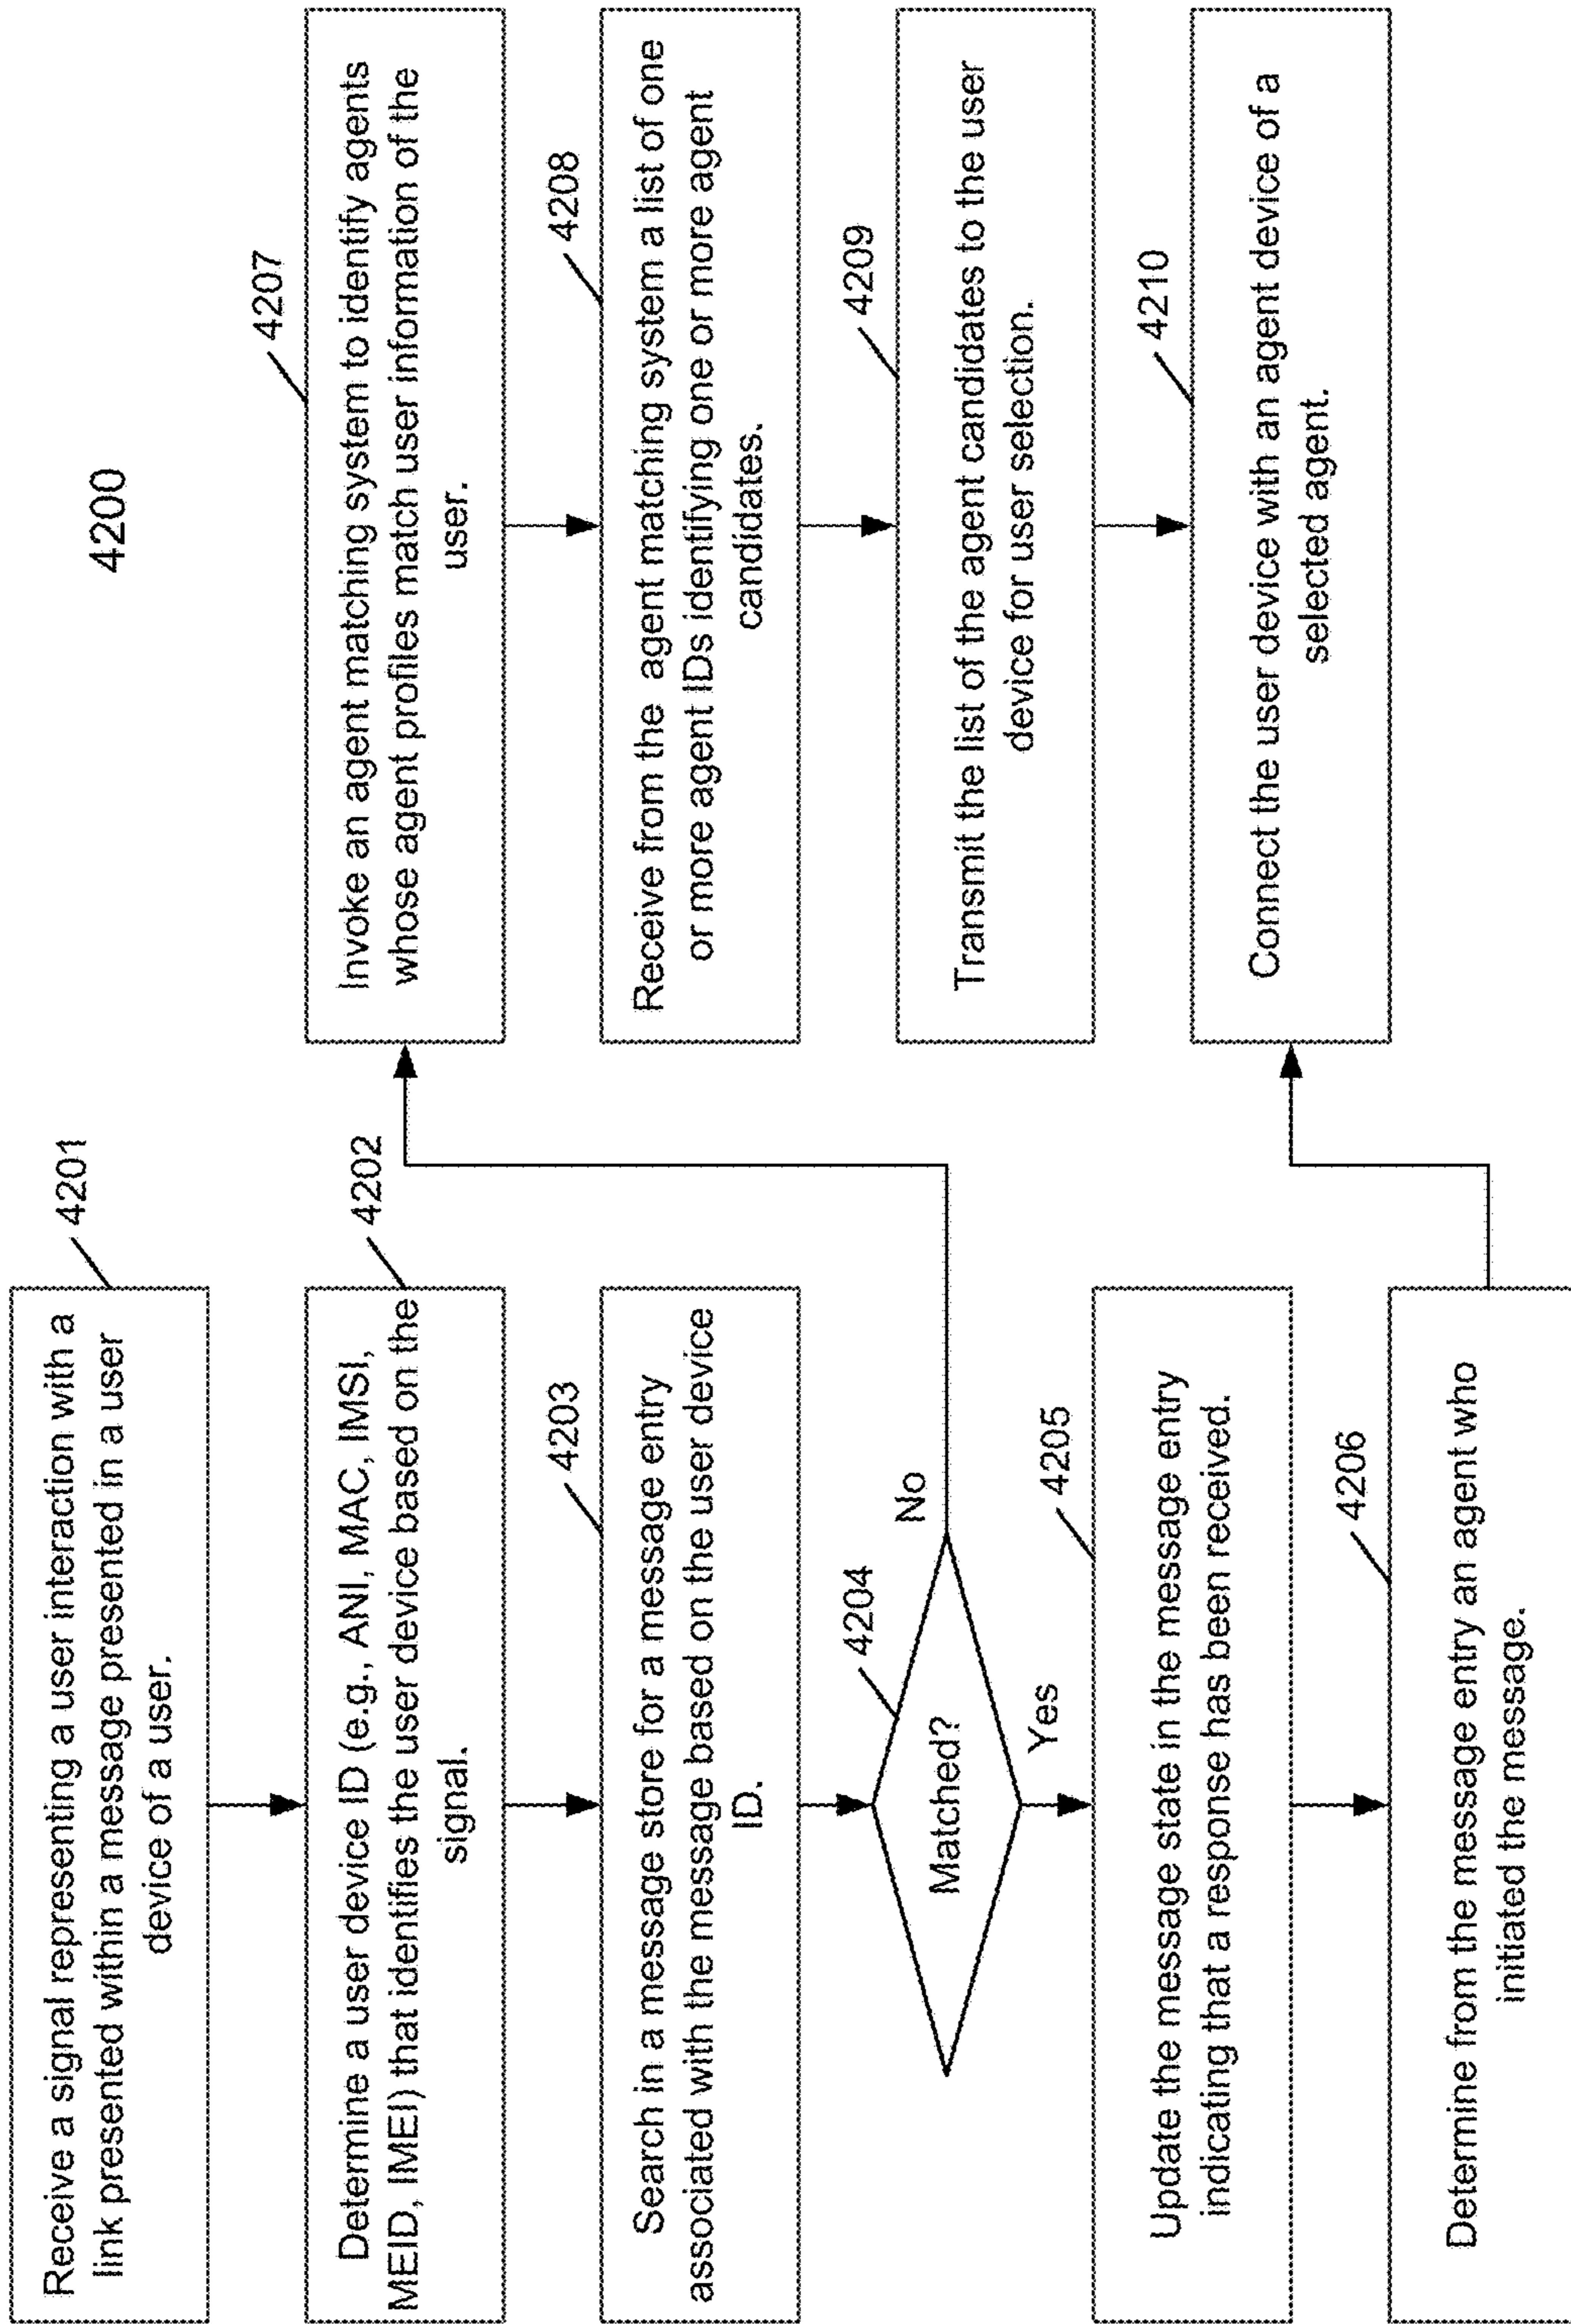 4200
4201
Receive a signal representing a user interaction with a
link presented within a message presented in a user
device of a user.
4202
Determine a user device ID (e.g., ANI, MAC, IMSI,
MEID, IMEI) that identifies the user device based on the
signal.
4203
Search in a message store for a message entry
associated with the message based on the user device
ID.
4204
Matched?
No
Yes
4205
Update the message state in the message entry
indicating that a response has been received.
4206
Determine from the message entry an agent who
initiated the message.
4207
Invoke an agent matching system to identify agents
whose agent profiles match user information of the
user.
4208
Receive from the agent matching system a list of one
or more agent IDs identifying one or more agent
candidates.
4209
Transmit the list of the agent candidates to the user
device for user selection.
4210
Connect the user device with an agent device of a
selected agent.